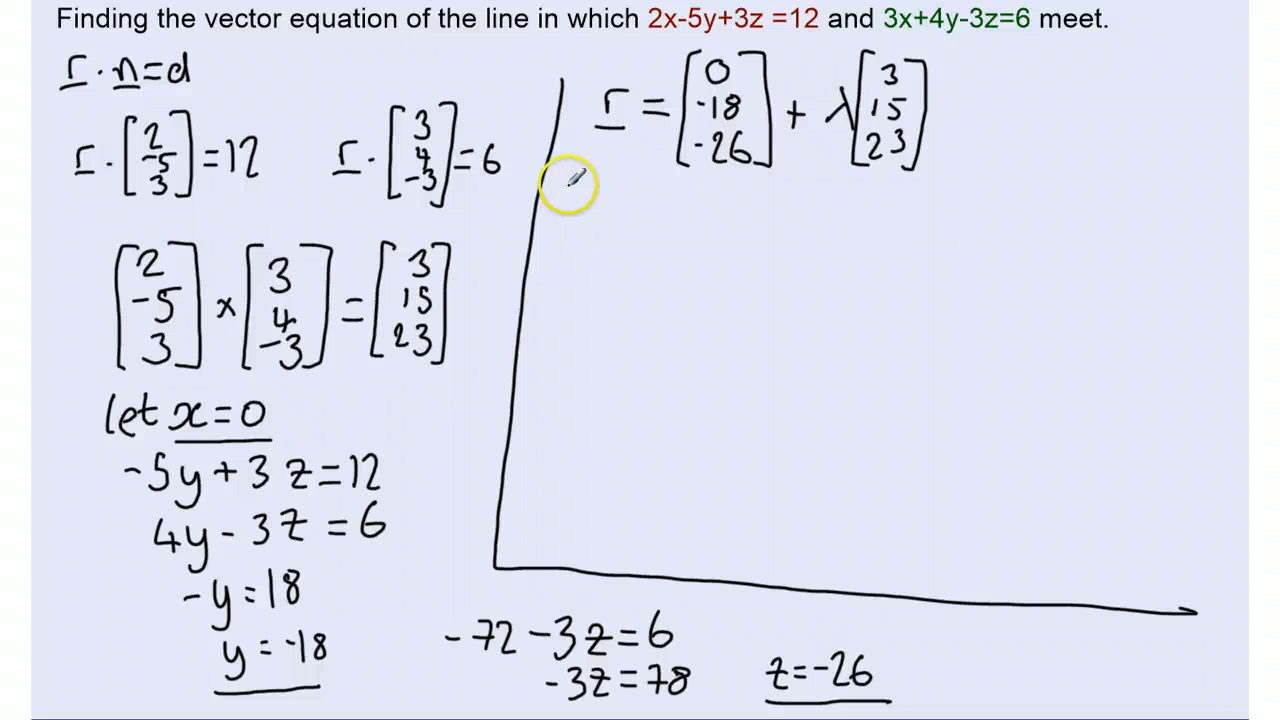 Finding the vector equation of the line in which 2x-5y+3z =12 and 3x+4y-3z=6 meet.
r · n = d
r · [2 -5 3] = 12
r · [3 4 -3] = 6
[2 -5 3] × [3 4 -3] = [3 15 23]
let x = 0
-5y + 3z = 12
4y - 3z = 6
-y = 18
y = -18
-72 - 3z = 6
-3z = 78
z = -26
r = [0 -18 -26] + λ [3 15 23]